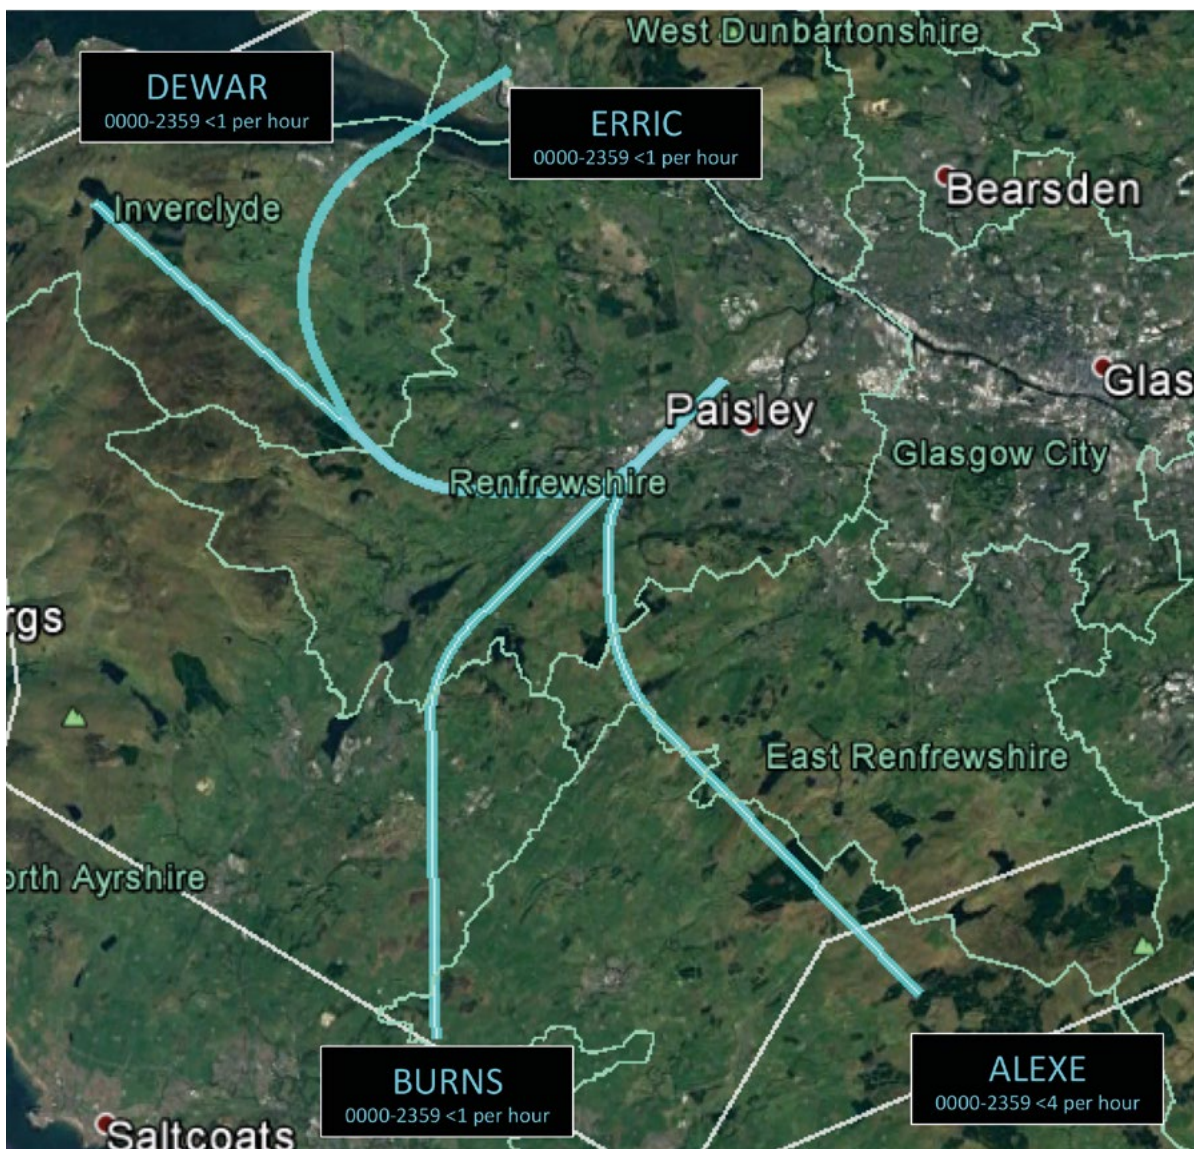 West Dunbartonshire
DEWAR
0000-2359 <1 per hour
ERRIC
0000-2359 <1 per hour
Bearsden
Inverclyde
Glas
Paisley
Glasgow City
Renfrewshire
rgs
East Renfrewshire
orth Ayrshire
BURNS
0000-2359 <1 per hour
ALEXE
0000-2359 <4 per hour
Saltcoats